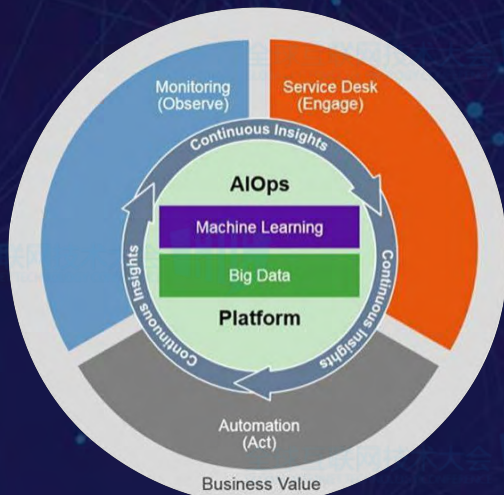 Monitoring
(Observe)
Service Desk
(Engage)
Continuous Insights
AIOps
Machine Learning
Big Data
Platform
Continuous Insights
Continuous Insights
Automation
(Act)
Business Value